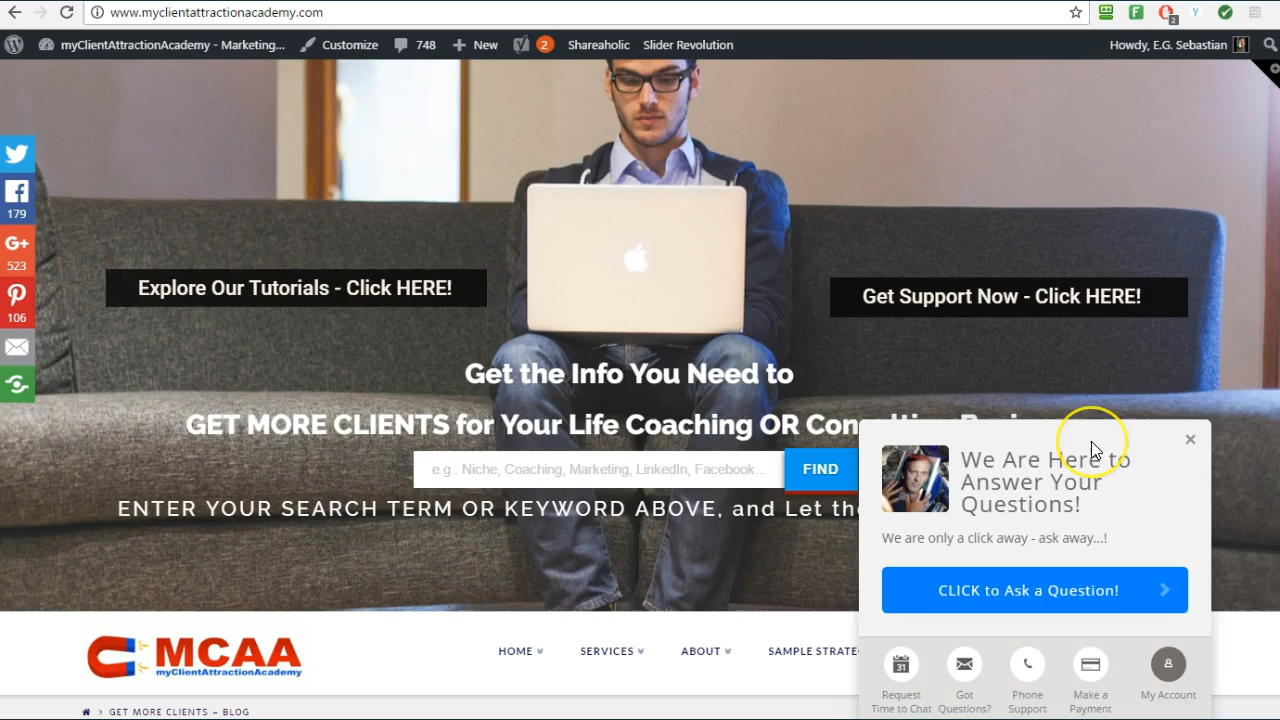 www.myclientattractionacademy.com
2
myClientAttractionAcademy - Marketing...
Customize
748
New
2
Shareaholic
Slider Revolution
Howdy, E.G. Sebastian
179
G+
523
106
Explore Our Tutorials - Click HERE!
Get Support Now - Click HERE!
Get the Info You Need to
GET MORE CLIENTS for Your Life Coaching OR
e.g.: Niche, Coaching, Marketing, LinkedIn, Facebook...
FIND
ENTER YOUR SEARCH TERM OR KEYWORD ABOVE, and Let
We Are Here to
Answer Your
Questions!
We are only a click away - ask away...!
CLICK to Ask a Question!
31
Request
Time to Chat
Got
Questions?
Phone
Support
Make a
Payment
My Account
MCAA
myClientAttractionAcademy
HOME
SERVICES
ABOUT
SAMPLE
> GET MORE CLIENTS – BLOG